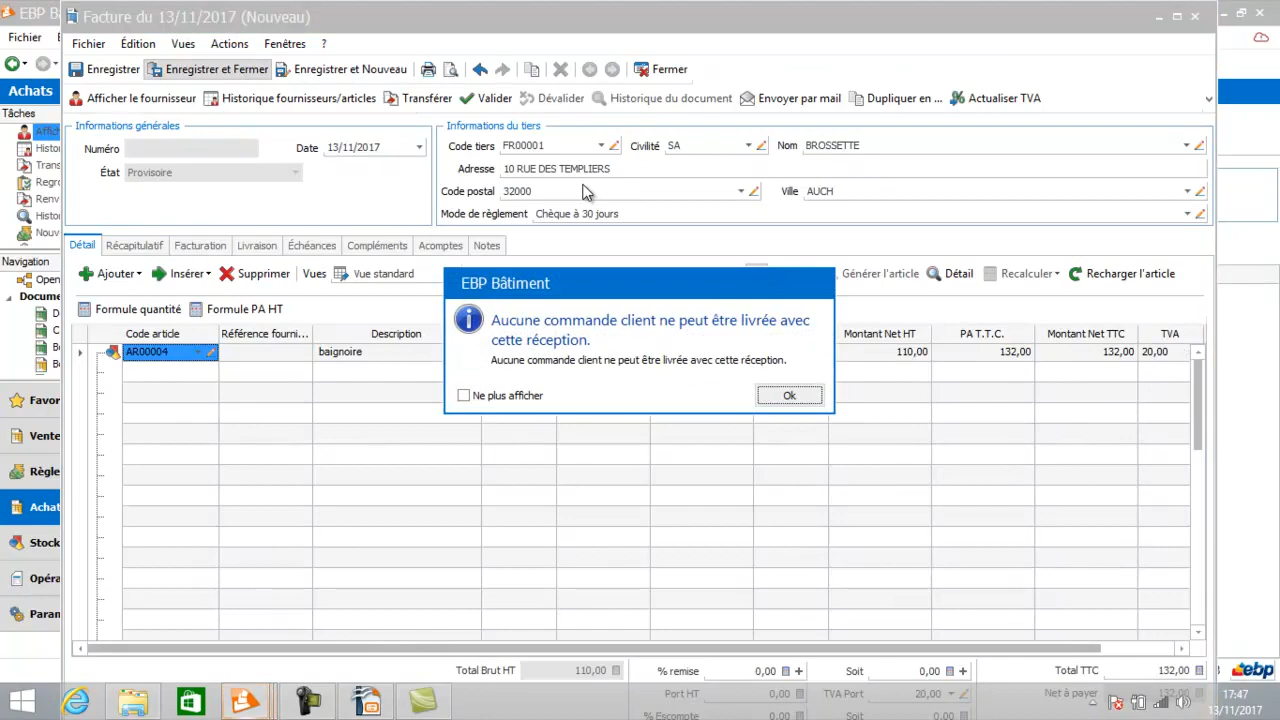 EBP Bâ
Facture du 13/11/2017 (Nouveau)
Fichier
Fichier Édition Vues Actions Fenêtres ?
Enregistrer Enregistrer et Fermer Enregistrer et Nouveau Fermer
Achats
Afficher le fournisseur Historique fournisseurs/articles Transférer Valider Dévalider Historique du document Envoyer par mail Dupliquer en ... Actualiser TVA
Tâches
Affic
Histo
Trans
Regro
Renv
Histo
Nouv
Informations générales
Numéro Date 13/11/2017
État Provisoire
Informations du tiers
Code tiers FR00001 Civilité SA Nom BROSSETTE
Adresse 10 RUE DES TEMPLIERS
Code postal 32000 Ville AUCH
Mode de règlement Chèque à 30 jours
Détail Récapitulatif Facturation Livraison Échéances Compléments Acomptes Notes
Navigation
Open
Docume
D
C
Favor
Vente
Règle
Achat
Stock
Opéra
Param
Ajouter Insérer Supprimer Vues Vue standard Générer l'article Détail Recalculer Recharger l'article
Formule quantité Formule PA HT
Code article Référence fourni... Description Montant Net HT PA T.T.C. Montant Net TTC TVA
AR00004 baignoire 110,00 132,00 132,00 20,00
EBP Bâtiment
Aucune commande client ne peut être livrée avec
cette réception.
Aucune commande client ne peut être livrée avec cette réception.
Ne plus afficher Ok
Total Brut HT 110,00 % remise 0,00 Soit 0,00 Total TTC 132,00
Port HT 0,00 TVA Port 20,00 Net à payer 132,00
% Escompte 0,00 Soit 0,00
ebp
17:47
13/11/2017